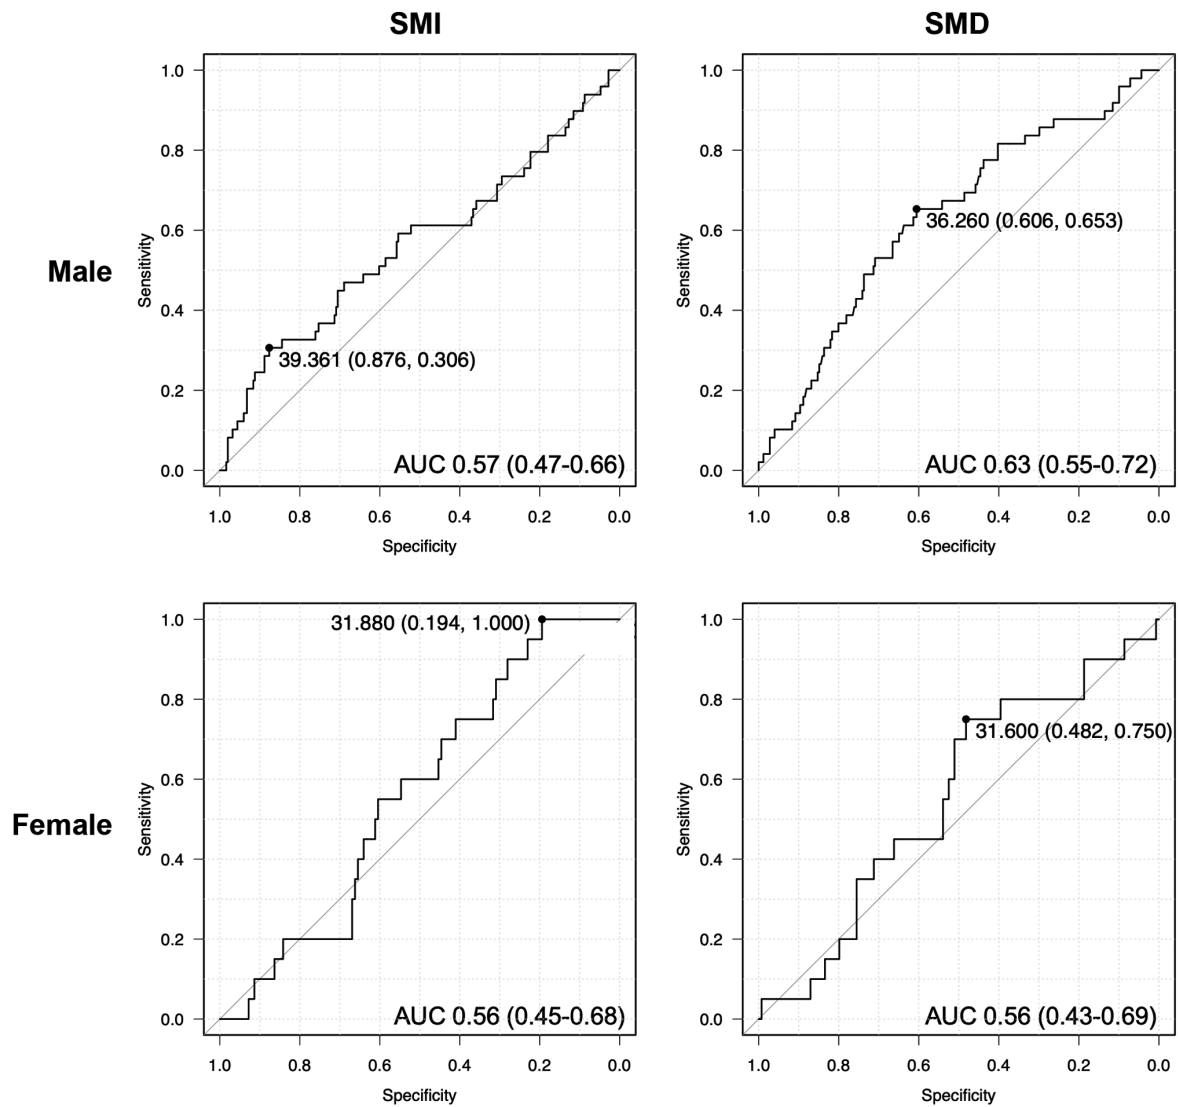 SMI
SMD
Male
Sensitivity
1.0
0.8
0.6
0.4
0.2
0.0
39.361 (0.876, 0.306)
AUC 0.57 (0.47-0.66)
1.0 0.8 0.6 0.4 0.2 0.0
Specificity
Sensitivity
1.0
0.8
0.6
0.4
0.2
0.0
36.260 (0.606, 0.653)
AUC 0.63 (0.55-0.72)
1.0 0.8 0.6 0.4 0.2 0.0
Specificity
Female
Sensitivity
1.0
0.8
0.6
0.4
0.2
0.0
31.880 (0.194, 1.000)
AUC 0.56 (0.45-0.68)
1.0 0.8 0.6 0.4 0.2 0.0
Specificity
Sensitivity
1.0
0.8
0.6
0.4
0.2
0.0
31.600 (0.482, 0.750)
AUC 0.56 (0.43-0.69)
1.0 0.8 0.6 0.4 0.2 0.0
Specificity